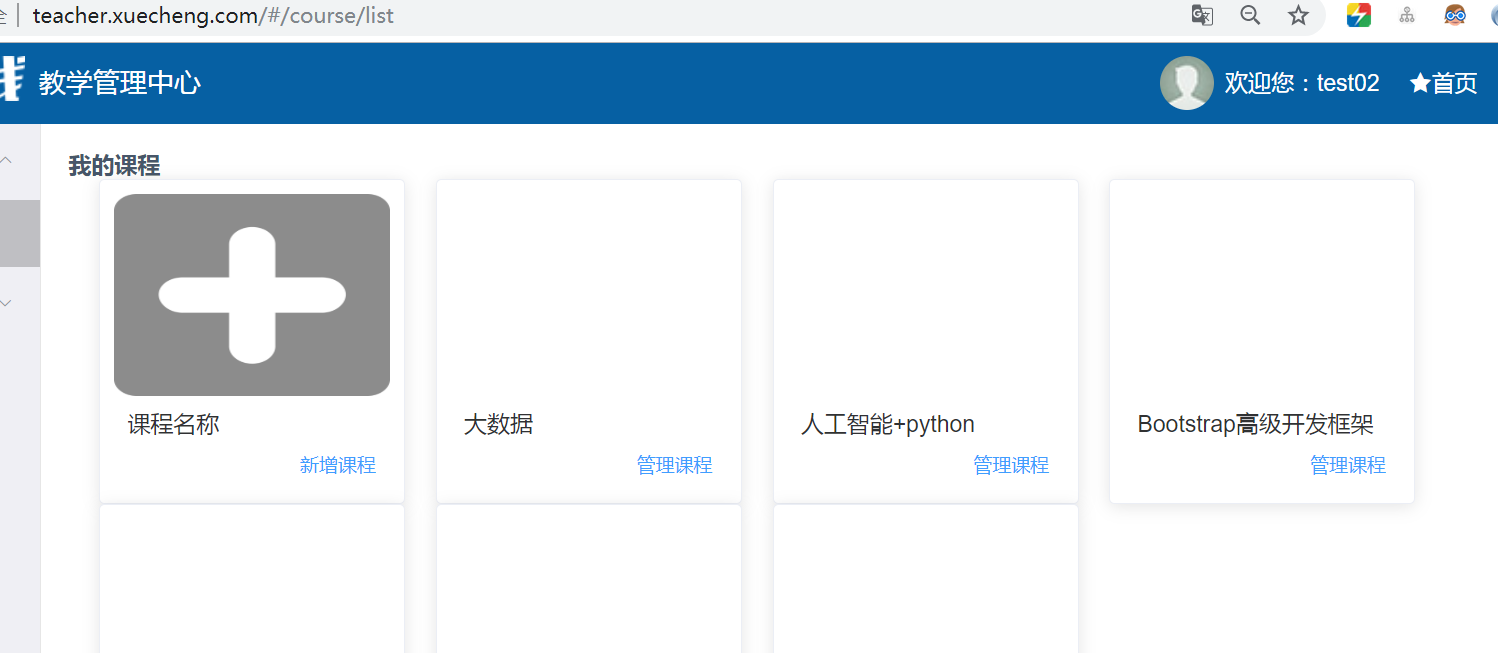 teacher.xuecheng.com/#/course/list
教学管理中心
欢迎您：test02
★首页
我的课程
课程名称
新增课程
大数据
管理课程
人工智能+python
管理课程
Bootstrap高级开发框架
管理课程